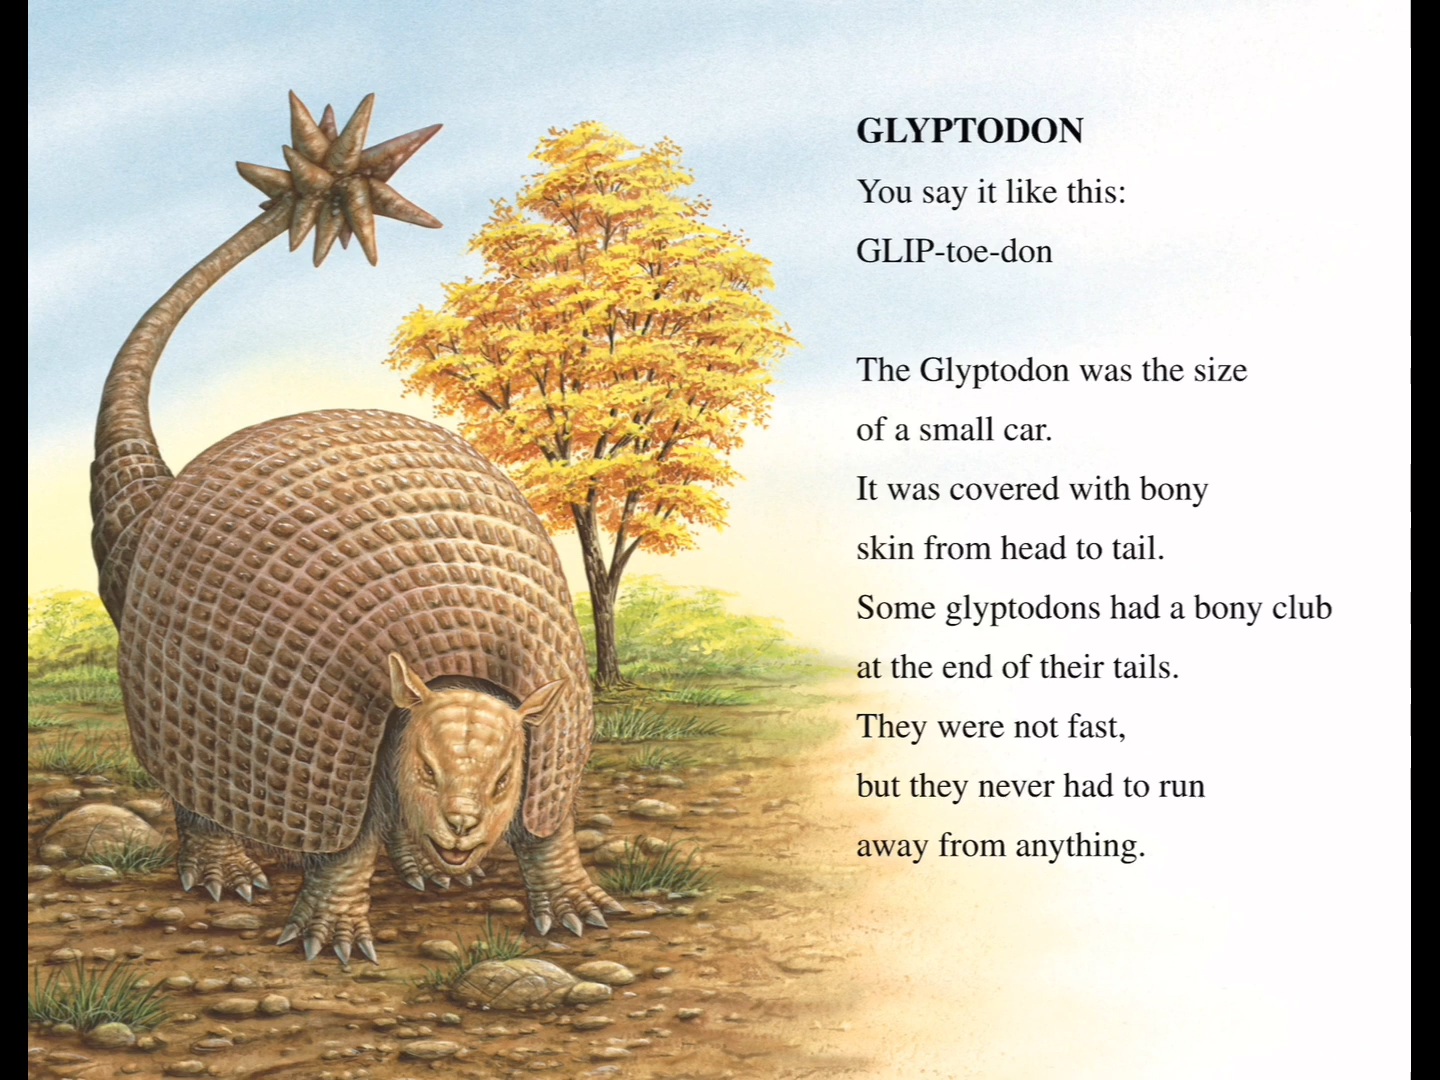 GLYPTODON
You say it like this:
GLIP-toe-don
The Glyptodon was the size
of a small car.
It was covered with bony
skin from head to tail.
Some glyptodons had a bony club
at the end of their tails.
They were not fast,
but they never had to run
away from anything.